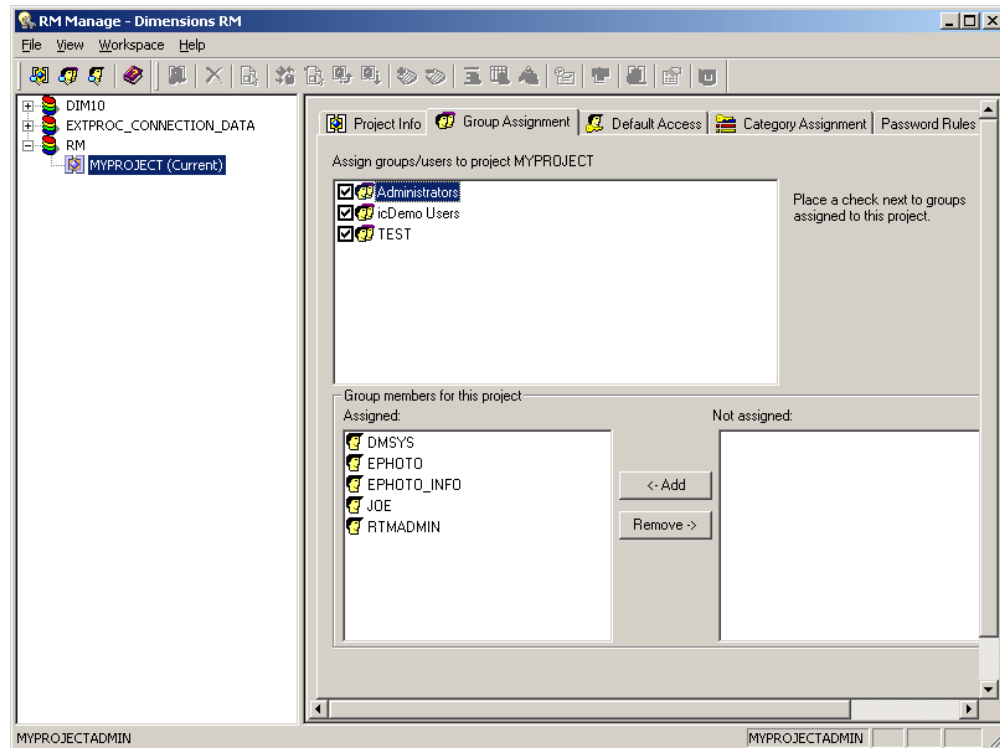 RM Manage - Dimensions RM
File View Workspace Help
DIM10
EXTPROC_CONNECTION_DATA
RM
MYPROJECT (Current)
Project Info Group Assignment Default Access Category Assignment Password Rules
Assign groups/users to project MYPROJECT
Administrators
icDemo Users
TEST
Place a check next to groups
assigned to this project.
Group members for this project
Assigned:
Not assigned:
DMSYS
EPHOTO
EPHOTO_INFO
JOE
RTMADMIN
<- Add
Remove ->
MYPROJECTADMIN
MYPROJECTADMIN